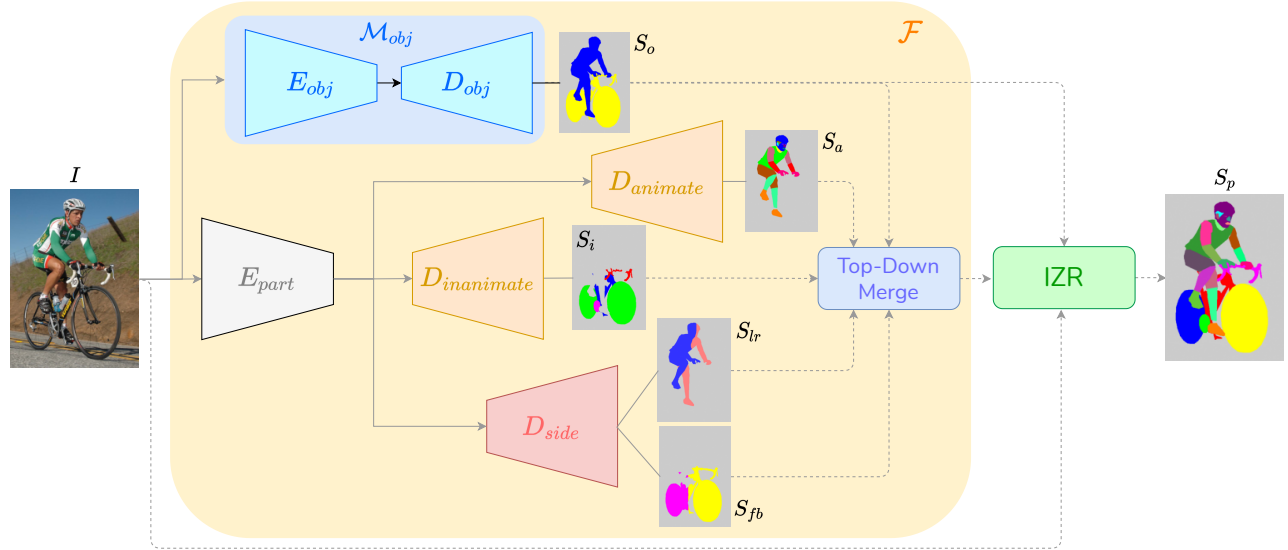 M_obj
F
S_o
E_obj
D_obj
S_a
I
D_animate
S_p
S_i
E_part
D_inanimate
Top-Down
Merge
IZR
S_lr
D_side
S_fb